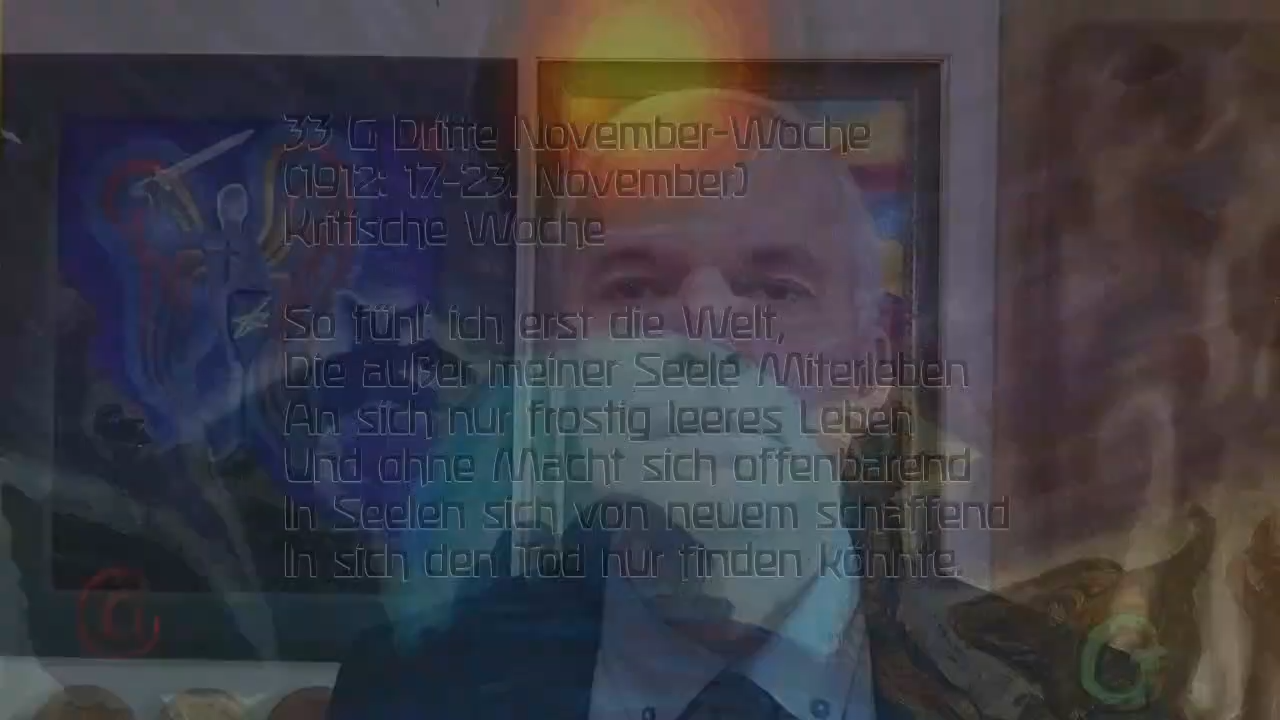 33 G Dritte November-Woche
(1912: 17.-23. November)
Kritische Woche
So fühl' ich erst die Welt,
Die außer meiner Seele Miterleben
An sich nur frostig leeres Leben
Und ohne Macht sich offenbarend
In Seelen sich von neuem schaffend
In sich den Tod nur finden könnte.
G